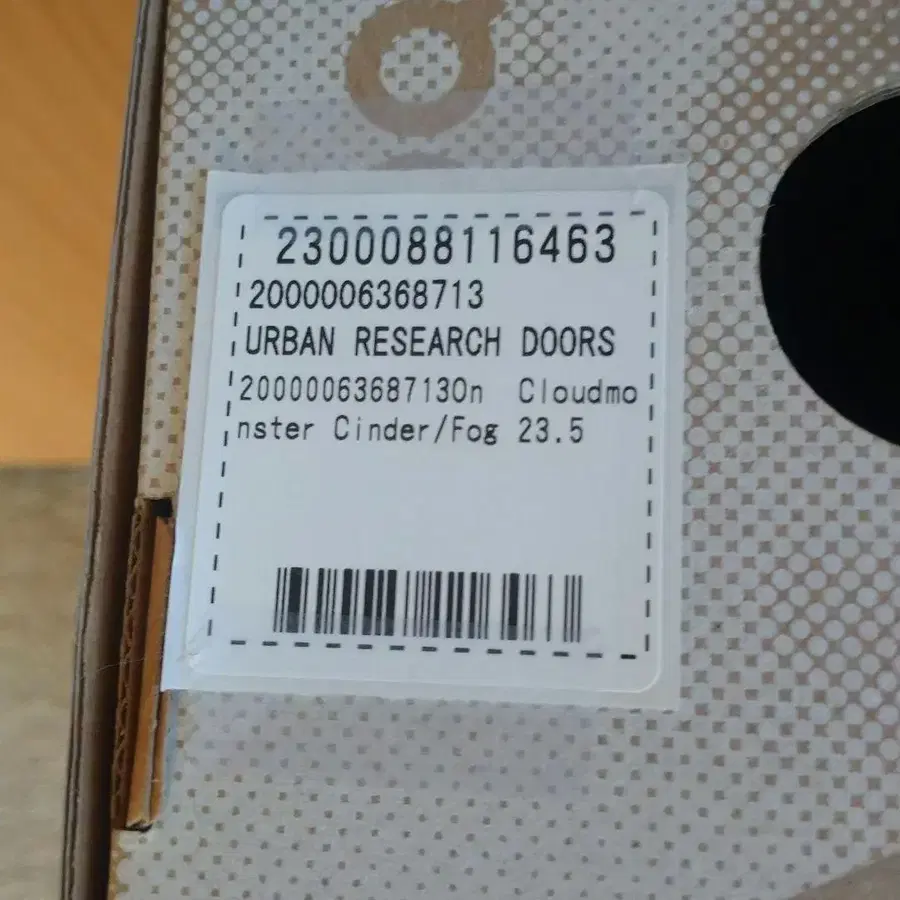 2300088116463
2000006368713
URBAN RESEARCH DOORS
2000006368713On  Cloudmo
nster Cinder/Fog 23.5